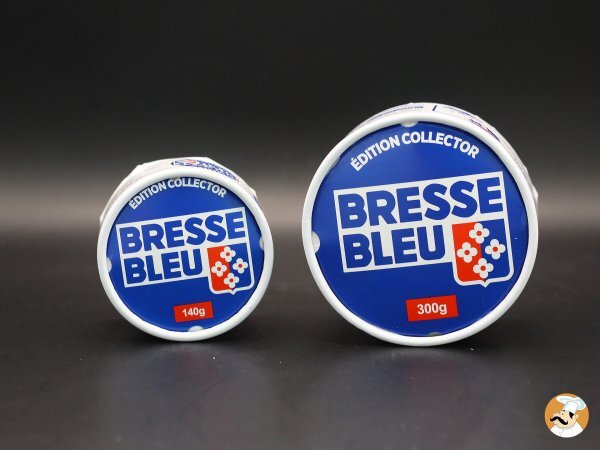 ÉDITION COLLECTOR
BRESSE
BLEU
140g
ÉDITION COLLECTOR
BRESSE
BLEU
300g